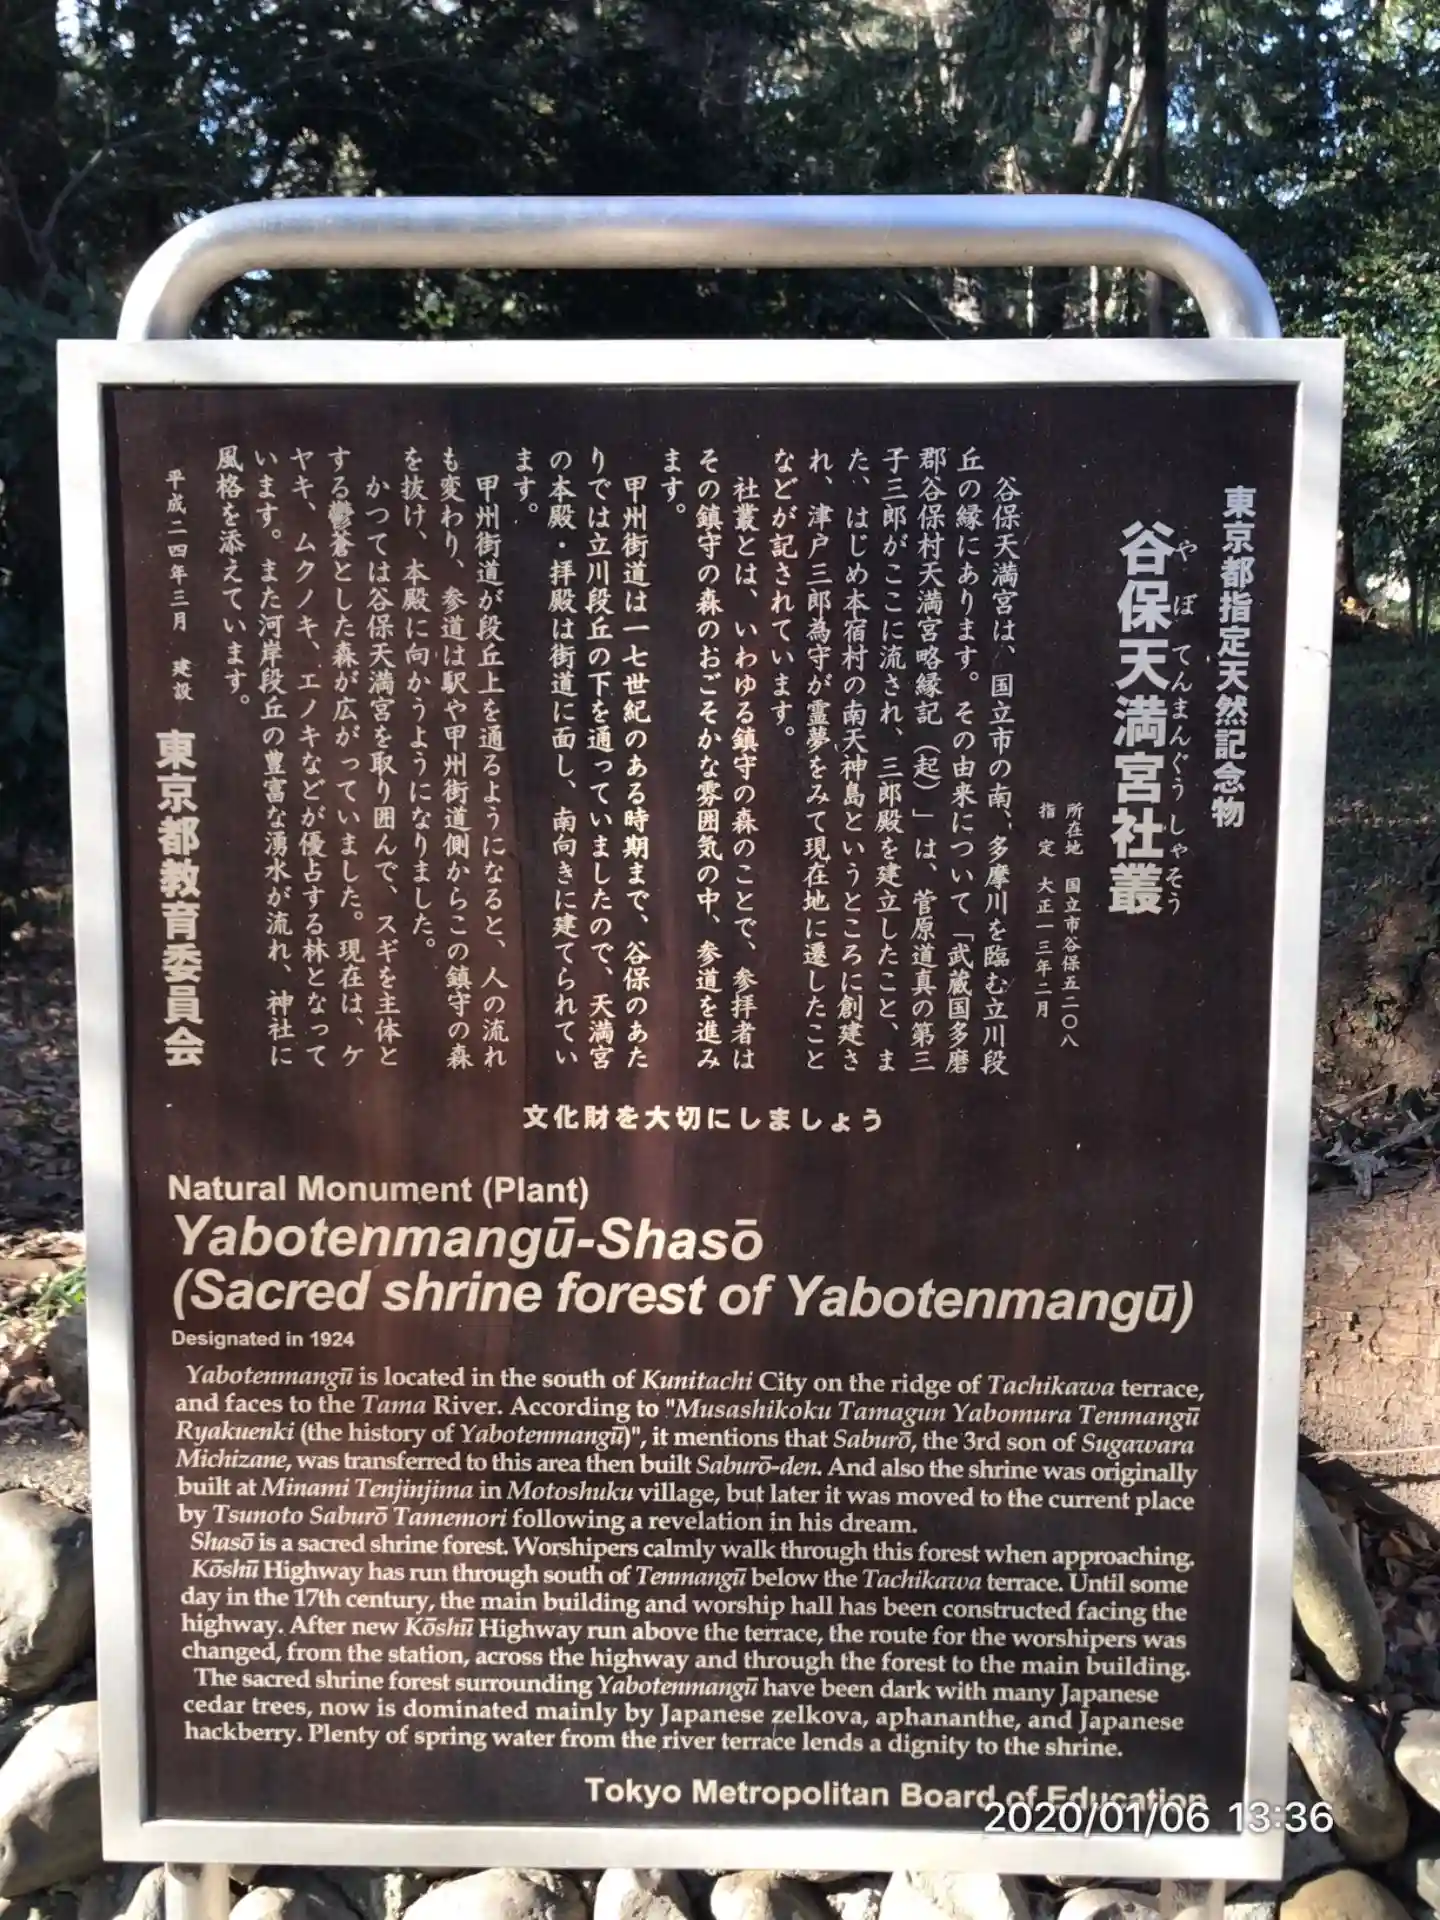 東京都指定天然記念物
谷保天満宮社叢
やぼてんまんぐうしゃそう
所在地 国立市谷保五二〇八
指定 大正一三年二月
谷保天満宮は、国立市の南、多摩川を臨む立川段
丘の縁にあります。その由来について「武蔵国多磨
郡谷保村天満宮略縁記（起）」は、菅原道真の第三
子三郎がここに流され、三郎殿を建立したこと、ま
た、はじめ本宿村の南天神島というところに創建さ
れ、津戸三郎為守が霊夢をみて現在地に遷したこと
などが記されています。
社叢とは、いわゆる鎮守の森のことで、参拝者は
その鎮守の森のおごそかな雰囲気の中、参道を進み
ます。
甲州街道は一七世紀のある時期まで、谷保のあた
りでは立川段丘の下を通っていましたので、天満宮
の本殿・拝殿は街道に面し、南向きに建てられてい
ます。
甲州街道が段丘上を通るようになると、人の流れ
も変わり、参道は駅や甲州街道側からこの鎮守の森
を抜け、本殿に向かうようになりました。
かつては谷保天満宮を取り囲んで、スギを主体と
する鬱蒼とした森が広がっていました。現在は、ケ
ヤキ、ムクノキ、エノキなどが優占する林となって
います。また河岸段丘の豊富な湧水が流れ、神社に
風格を添えています。
平成二四年三月 建設
東京都教育委員会
文化財を大切にしましょう
Natural Monument (Plant)
Yabotenmangū-Shasō
(Sacred shrine forest of Yabotenmangū)
Designated in 1924
Yabotenmangū is located in the south of Kunitachi City on the ridge of Tachikawa terrace,
and faces to the Tama River. According to "Musashikoku Tamagun Yabomura Tenmangū
Ryakuenki (the history of Yabotenmangū)", it mentions that Saburō, the 3rd son of Sugawara
Michizane, was transferred to this area then built Saburō-den. And also the shrine was originally
built at Minami Tenjinjima in Motoshuku village, but later it was moved to the current place
by Tsunoto Saburō Tamemori following a revelation in his dream.
Shasō is a sacred shrine forest. Worshipers calmly walk through this forest when approaching.
Kōshū Highway has run through south of Tenmangū below the Tachikawa terrace. Until some
day in the 17th century, the main building and worship hall has been constructed facing the
highway. After new Kōshū Highway run above the terrace, the route for the worshipers was
changed, from the station, across the highway and through the forest to the main building.
The sacred shrine forest surrounding Yabotenmangū have been dark with many Japanese
cedar trees, now is dominated mainly by Japanese zelkova, aphananthe, and Japanese
hackberry. Plenty of spring water from the river terrace lends a dignity to the shrine.
Tokyo Metropolitan Board of Education
2020/01/06 13:36